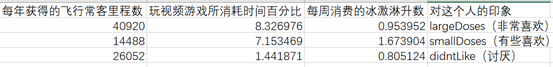 每年获得的飞行常客里程数 玩视频游戏所消耗时间百分比 每周消费的冰激淋升数 对这个人的印象
40920 8.326976 0.953952 largeDoses（非常喜欢）
14488 7.153469 1.673904 smallDoses（有些喜欢）
26052 1.441871 0.805124 didntLike（讨厌）